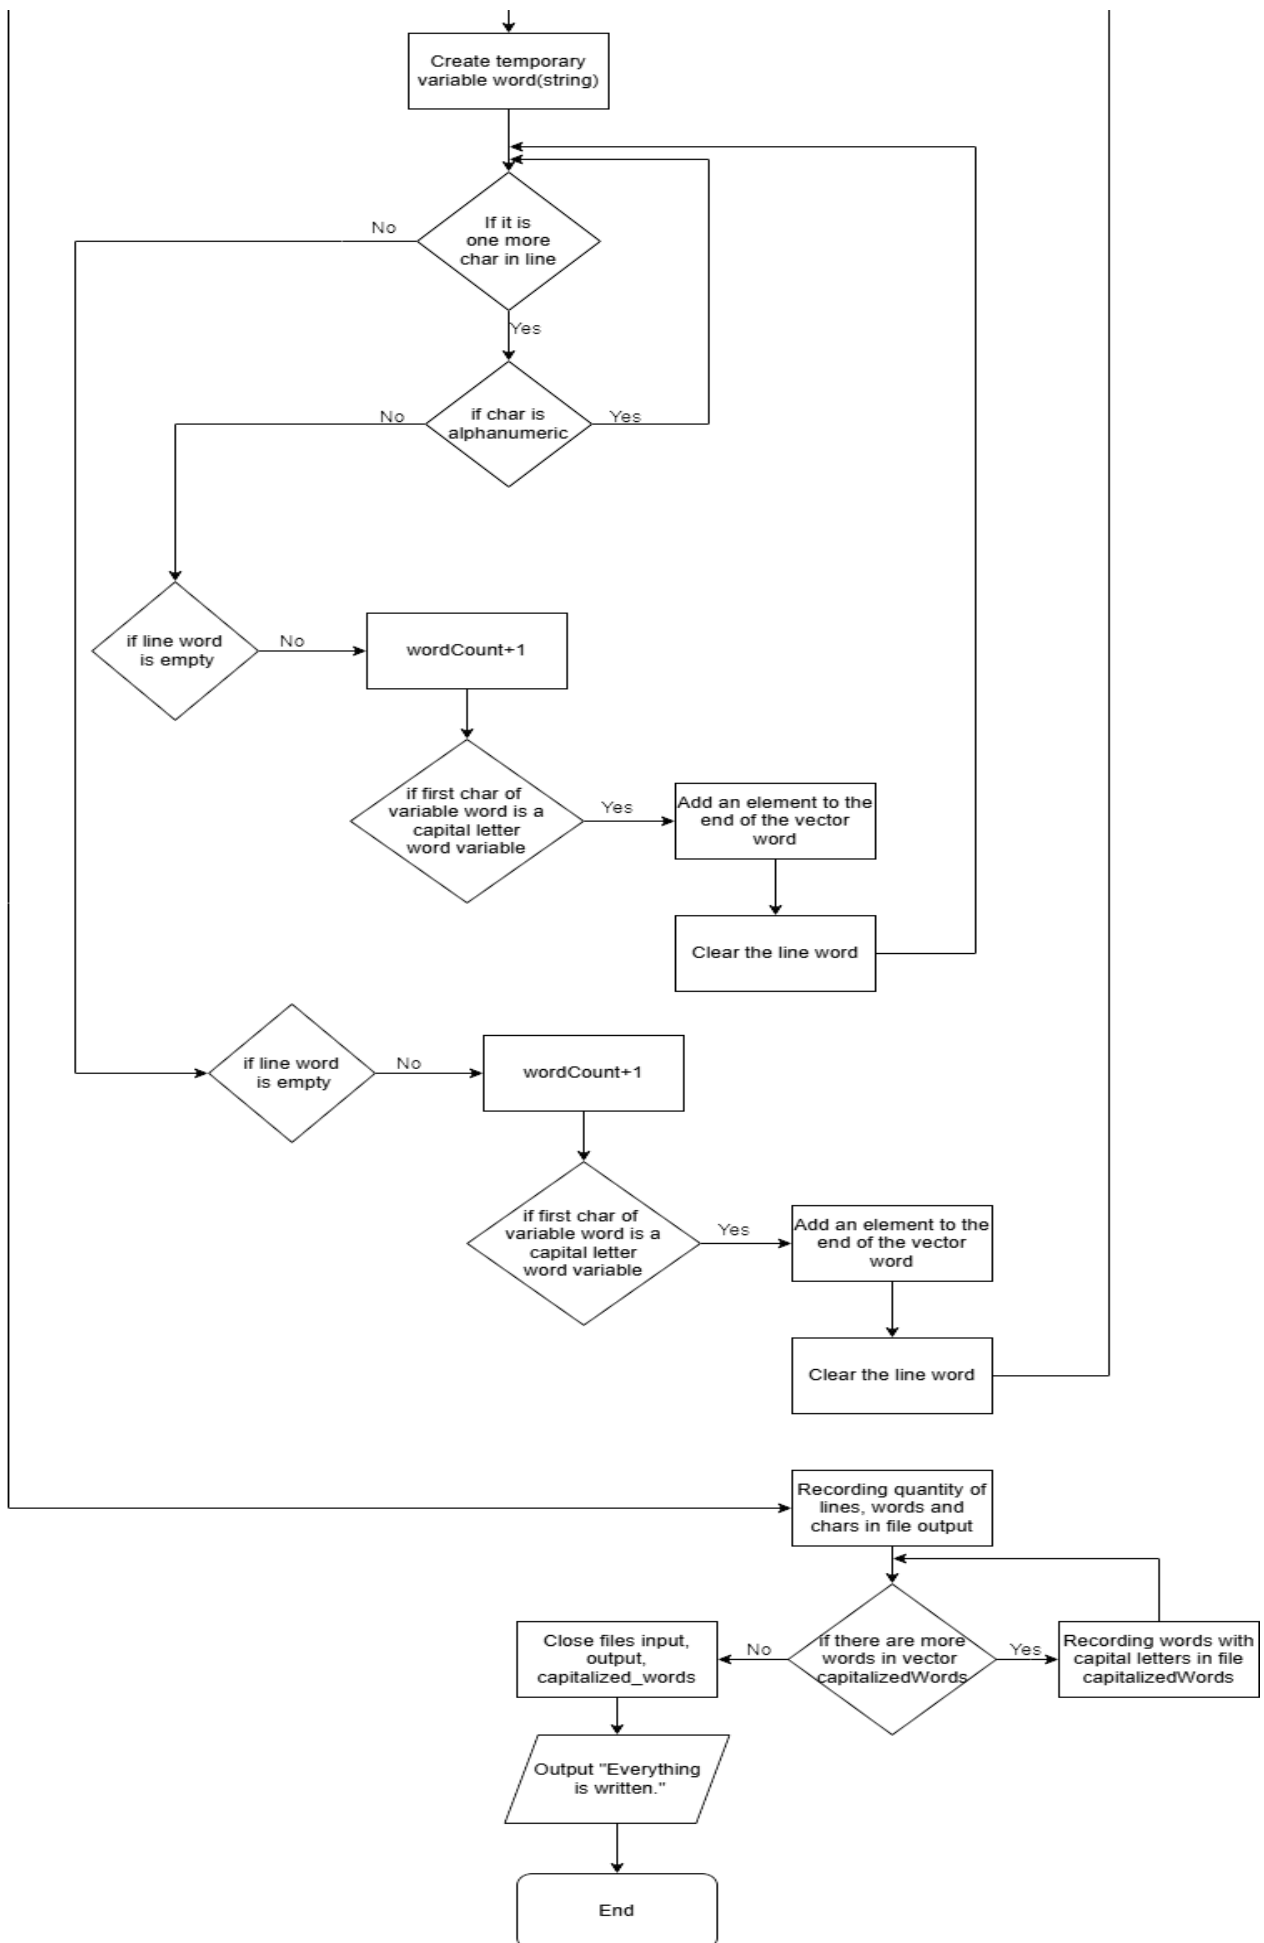 Create temporary
variable word(string)
No
If it is
one more
char in line
Yes
No
if char is
alphanumeric
Yes
if line word
is empty
No
wordCount+1
if first char of
variable word is a
capital letter
word variable
Yes
Add an element to the
end of the vector
word
Clear the line word
if line word
is empty
No
wordCount+1
if first char of
variable word is a
capital letter
word variable
Yes
Add an element to the
end of the vector
word
Clear the line word
Recording quantity of
lines, words and
chars in file output
Close files input,
output,
capitalized_words
No
If there are more
words in vector
capitalizedWords
Yes
Recording words with
capital letters in file
capitalizedWords
Output "Everything
is written."
End